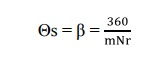 Θs = β = 360/mNr